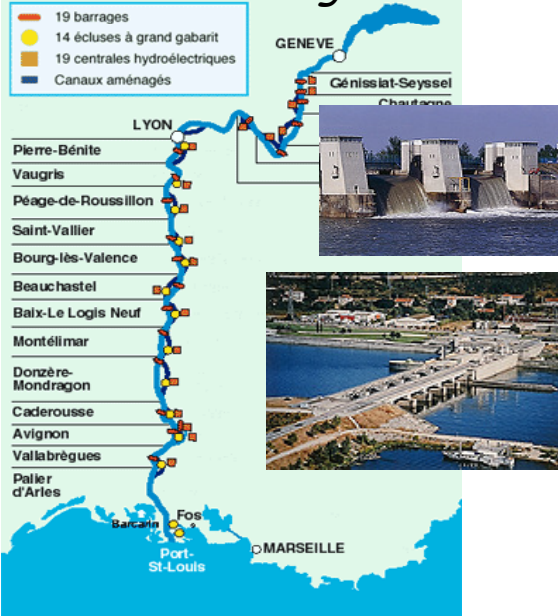 19 barrages
14 écluses à grand gabarit
19 centrales hydroélectriques
Canaux aménagés
GENEVE
Génissiat-Seyssel
Chautagne
LYON
Pierre-Bénite
Vaugris
Péage-de-Roussillon
Saint-Vallier
Bourg-lès-Valence
Beauchastel
Baix-Le Logis Neuf
Montélimar
Donzère-
Mondragon
Caderousse
Avignon
Vallabrègues
Palier
d'Arles
Barcarin
Fos
Port-
St-Louis
MARSEILLE